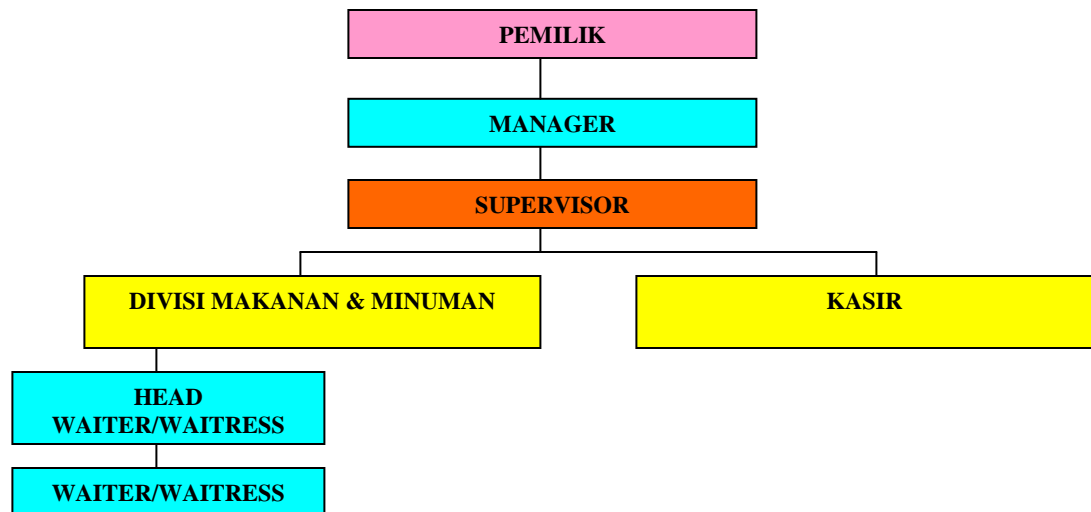 PEMILIK
MANAGER
SUPERVISOR
DIVISI MAKANAN & MINUMAN
KASIR
HEAD
WAITER/WAITRESS
WAITER/WAITRESS